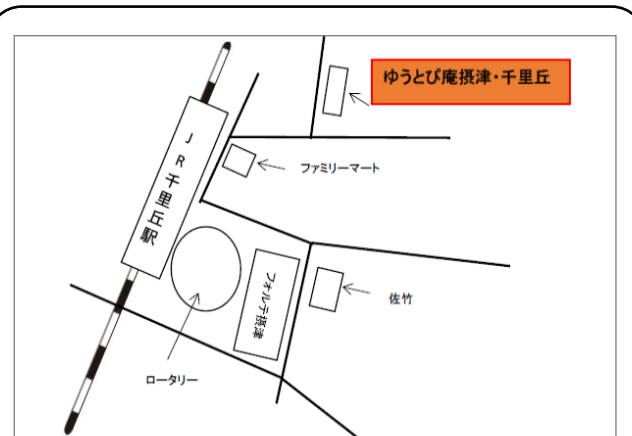 ゆうとぴ庵摂津・千里丘
JR千里丘駅
ファミリーマート
フォルテ摂津
佐竹
ロータリー